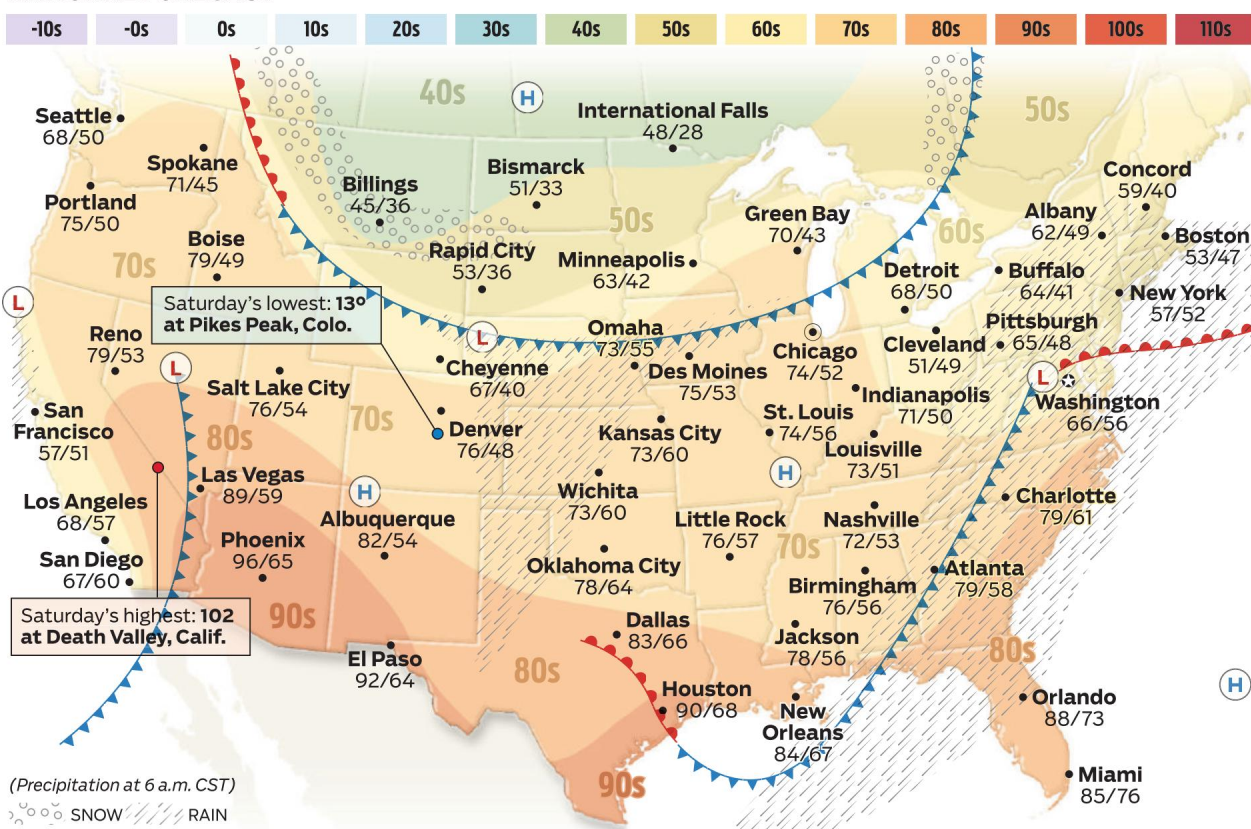 -10s -0s 0s 10s 20s 30s 40s 50s 60s 70s 80s 90s 100s 110s
40s
H
50s
Seattle
68/50
International Falls
48/28
Spokane
71/45
Billings
45/36
Bismarck
51/33
Concord
59/40
Portland
75/50
Green Bay
70/43
Albany
62/49
50s
60s
Boise
79/49
Rapid City
53/36
Minneapolis
63/42
Boston
53/47
70s
Detroit
68/50
Buffalo
64/41
L
Saturday's lowest: 13º
at Pikes Peak, Colo.
New York
57/52
Reno
79/53
L
Omaha
73/55
Pittsburgh
65/48
Chicago
74/52
Cleveland
51/49
L
Salt Lake City
76/54
Cheyenne
67/40
Des Moines
75/53
L
Indianapolis
71/50
Washington
66/56
San
Francisco
57/51
70s
80s
Denver
76/48
Kansas City
73/60
St. Louis
74/56
Louisville
73/51
Las Vegas
89/59
H
H
Wichita
73/60
Los Angeles
68/57
Charlotte
79/61
Albuquerque
82/54
Little Rock
76/57
Nashville
72/53
Phoenix
96/65
70s
San Diego
67/60
Oklahoma City
78/64
Birmingham
76/56
Atlanta
79/58
Saturday's highest: 102
at Death Valley, Calif.
90s
Dallas
83/66
Jackson
78/56
80s
El Paso
92/64
80s
Houston
90/68
H
Orlando
88/73
New
Orleans
84/67
90s
Miami
85/76
(Precipitation at 6 a.m. CST)
SNOW RAIN